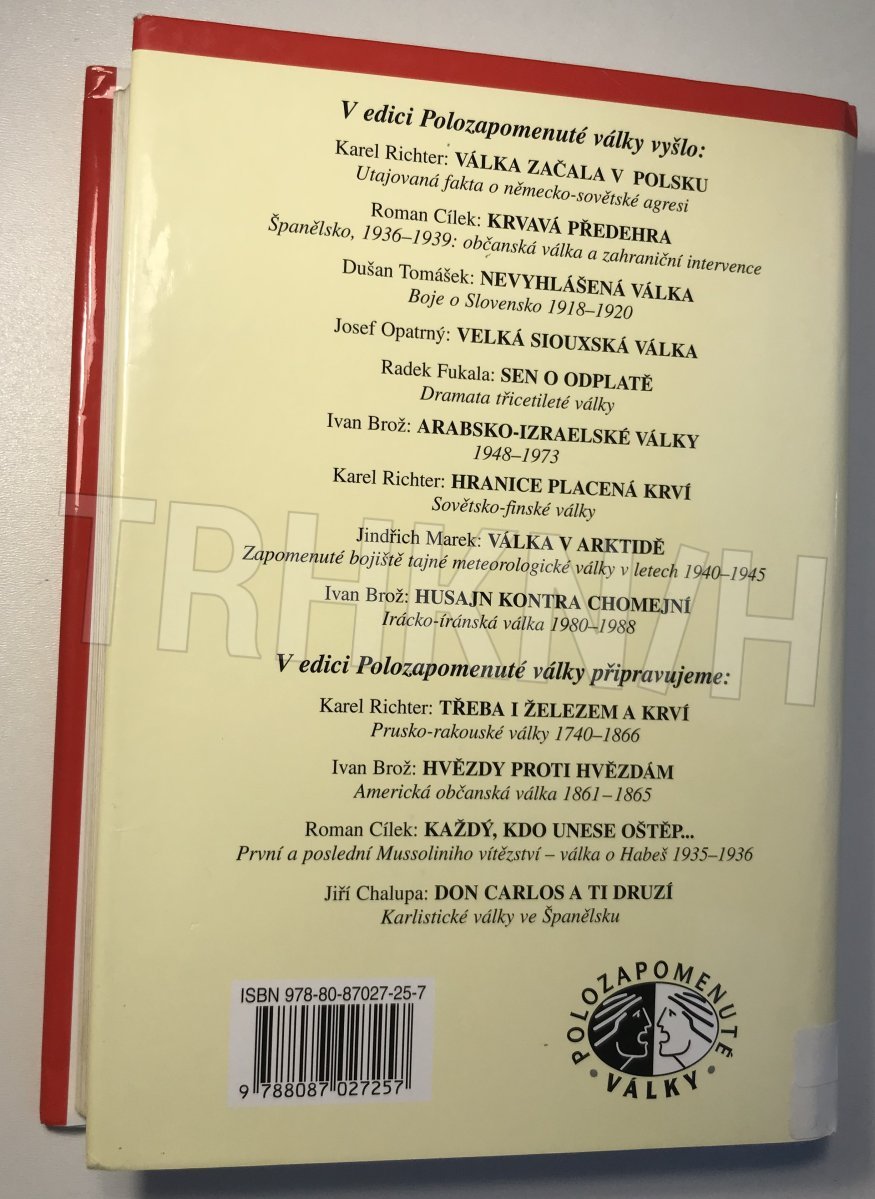 V edici Polozapomenuté války vyšlo:
Karel Richter: VÁLKA ZAČALA V POLSKU
Utajovaná fakta o německo-sovětské agresi
Roman Cílek: KRVAVÁ PŘEDEHRA
Španělsko, 1936–1939: občanská válka a zahraniční intervence
Dušan Tomášek: NEVYHLÁŠENÁ VÁLKA
Boje o Slovensko 1918–1920
Josef Opatrný: VELKÁ SIOUXSKÁ VÁLKA
Radek Fukala: SEN O ODPLATĚ
Dramata třicetileté války
Ivan Brož: ARABSKO-IZRAELSKÉ VÁLKY
1948–1973
Karel Richter: HRANICE PLACENÁ KRVÍ
Sovětsko-finské války
Jindřich Marek: VÁLKA V ARKTIDĚ
Zapomenuté bojiště tajné meteorologické války v letech 1940–1945
Ivan Brož: HUSAJN KONTRA CHOMEJNÍ
Irácko-íránská válka 1980–1988
TRHKNIH
V edici Polozapomenuté války připravujeme:
Karel Richter: TŘEBA I ŽELEZEM A KRVÍ
Prusko-rakouské války 1740–1866
Ivan Brož: HVĚZDY PROTI HVĚZDÁM
Americká občanská válka 1861–1865
Roman Cílek: KAŽDÝ, KDO UNESE OŠTĚP...
První a poslední Mussoliniho vítězství – válka o Habeš 1935–1936
Jiří Chalupa: DON CARLOS A TI DRUZÍ
Karlistické války ve Španělsku
ISBN 978-80-87027-25-7
9 788087 027257
POLOZAPOMENUTÉ
• VÁLKY •